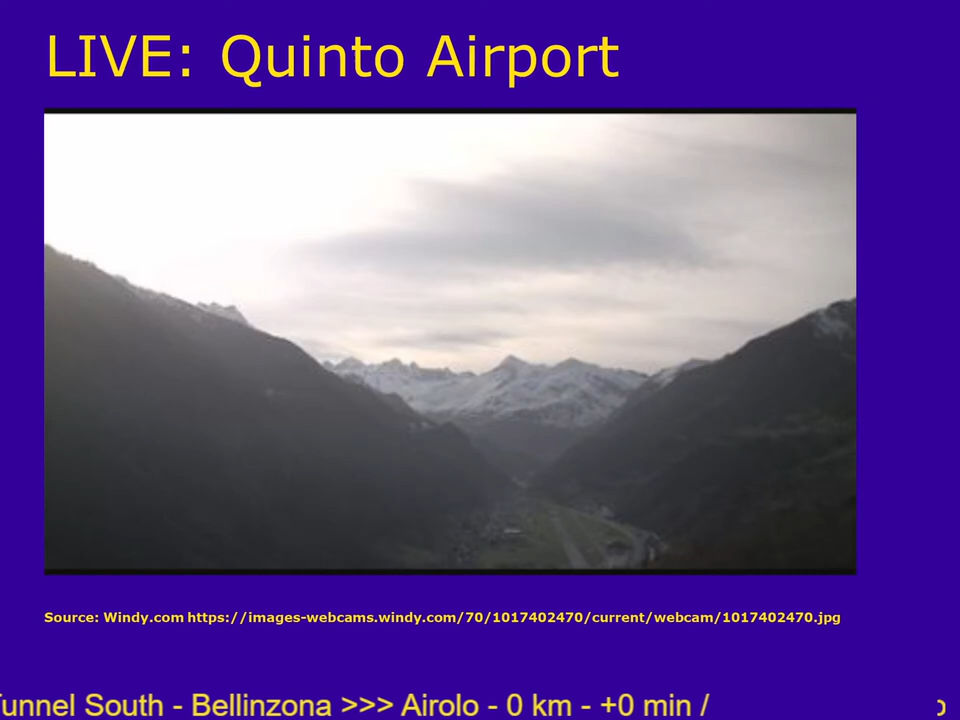 LIVE: Quinto Airport
Source: Windy.com https://images-webcams.windy.com/70/1017402470/current/webcam/1017402470.jpg
South - Bellinzona >>> Airolo - 0 km - +0 min /